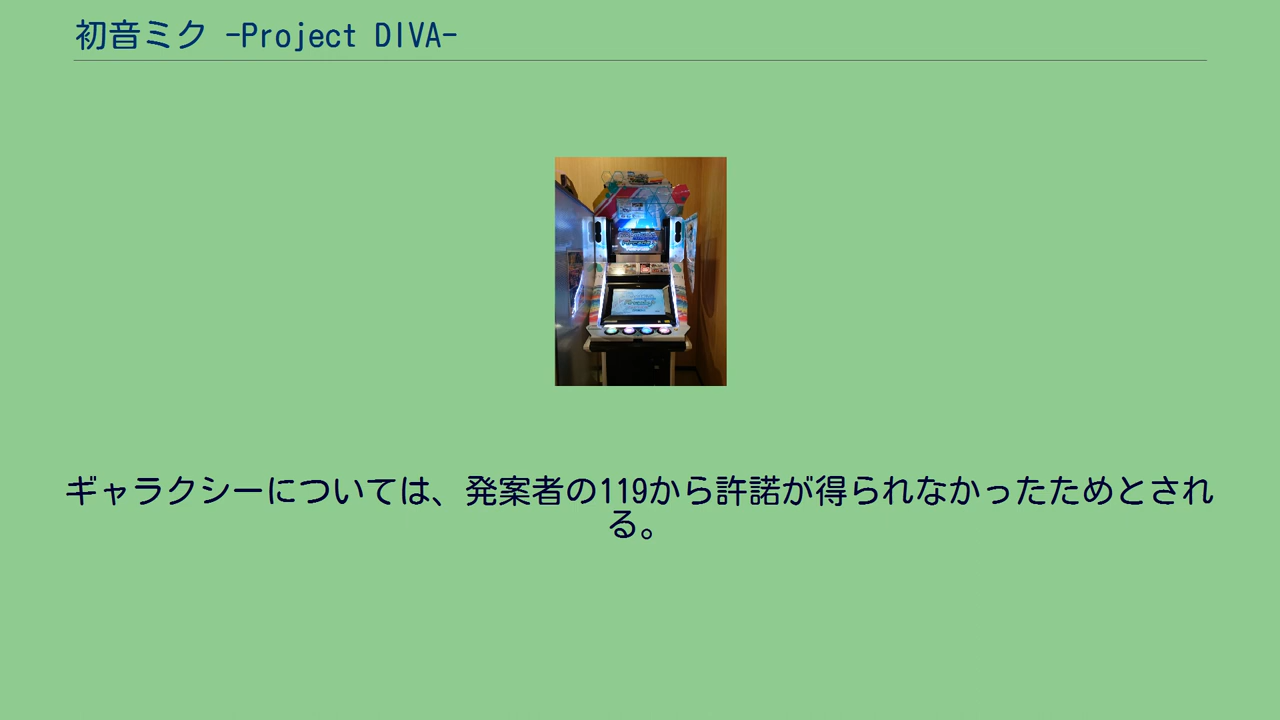 初音ミク -Project DIVA-
ギャラクシーについては、発案者の119から許諾が得られなかったためとされ
る。